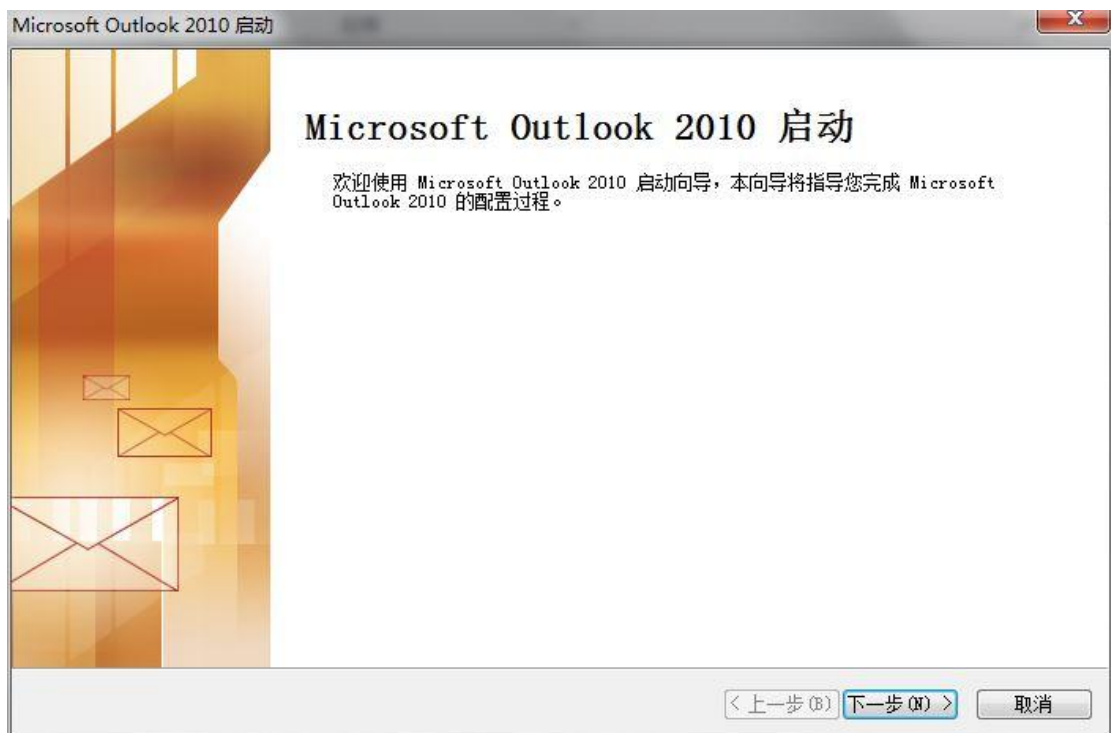 Microsoft Outlook 2010 启动
Microsoft Outlook 2010 启动
欢迎使用 Microsoft Outlook 2010 启动向导，本向导将指导您完成 Microsoft
Outlook 2010 的配置过程。
< 上一步(B) 下一步(N) > 取消